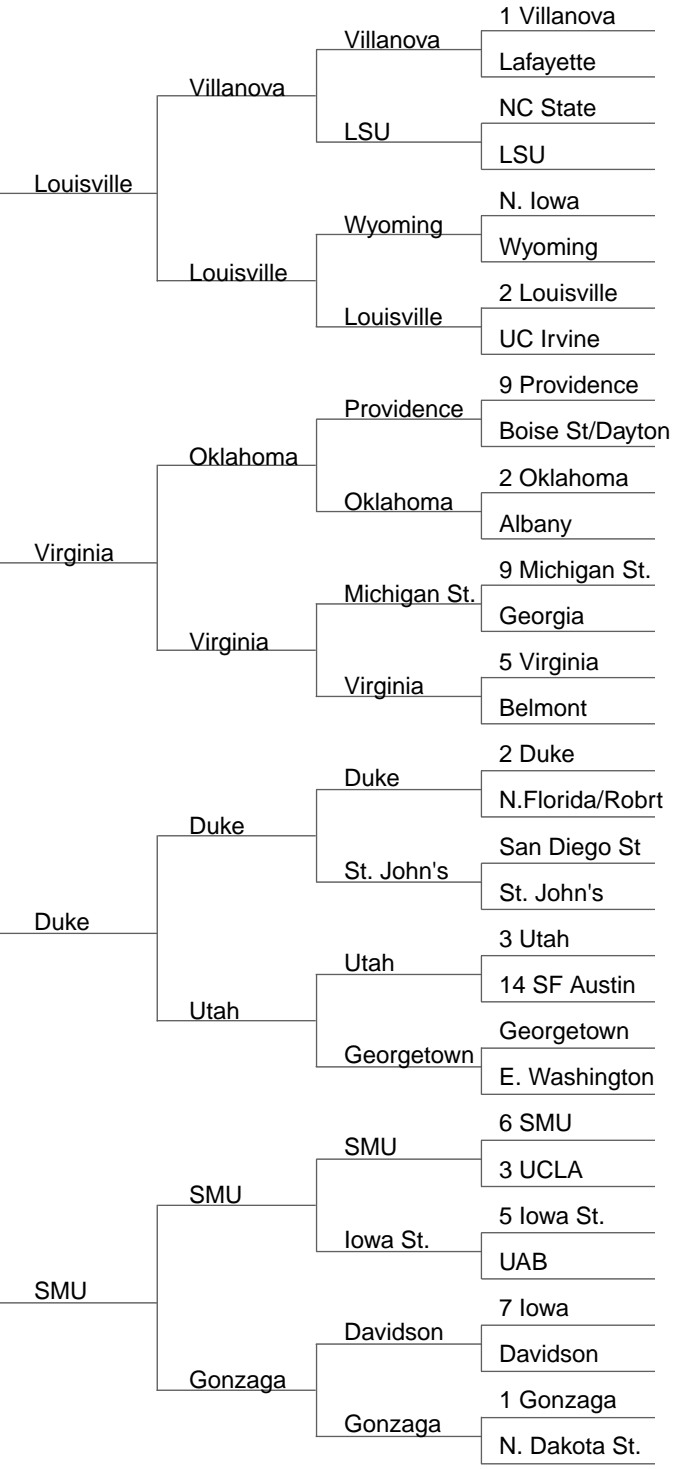 1 Villanova
Villanova
Lafayette
Villanova
NC State
LSU
LSU
Louisville
N. Iowa
Wyoming
Wyoming
Louisville
2 Louisville
Louisville
UC Irvine
9 Providence
Providence
Boise St/Dayton
Oklahoma
2 Oklahoma
Oklahoma
Albany
Virginia
9 Michigan St.
Michigan St.
Georgia
Virginia
5 Virginia
Virginia
Belmont
2 Duke
Duke
N.Florida/Robrt
Duke
San Diego St
St. John's
St. John's
Duke
3 Utah
Utah
14 SF Austin
Utah
Georgetown
Georgetown
E. Washington
6 SMU
SMU
3 UCLA
SMU
5 Iowa St.
Iowa St.
UAB
SMU
7 Iowa
Davidson
Davidson
Gonzaga
1 Gonzaga
Gonzaga
N. Dakota St.